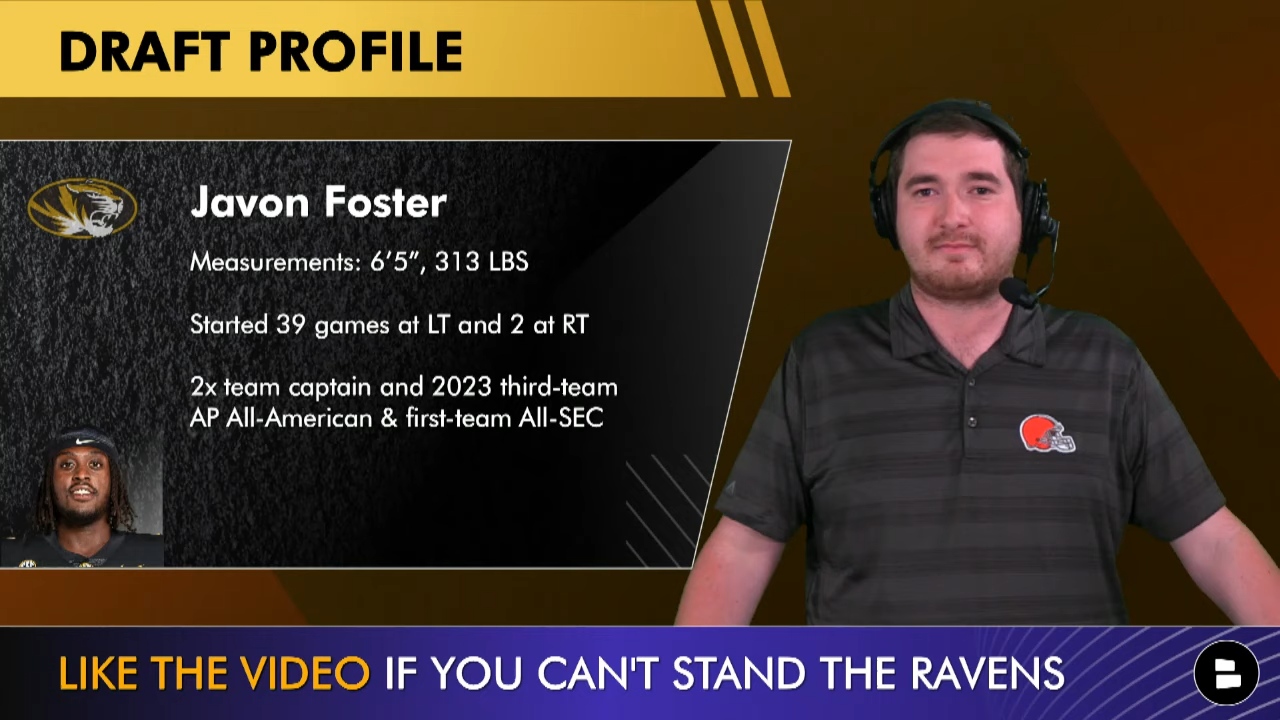 DRAFT PROFILE
Javon Foster
Measurements: 6’5”, 313 LBS
Started 39 games at LT and 2 at RT
2x team captain and 2023 third-team
AP All-American & first-team All-SEC
LIKE THE VIDEO IF YOU CAN'T STAND THE RAVENS